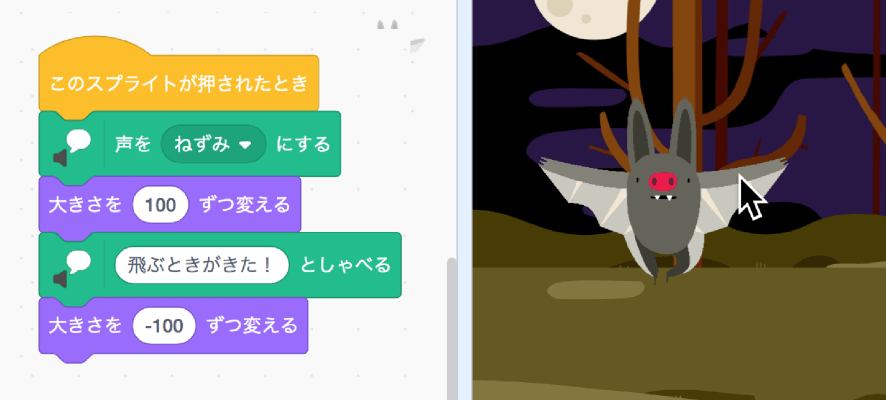 このスプライトが押されたとき
声を ねずみ にする
大きさを 100 ずつ変える
飛ぶときがきた! としゃべる
大きさを -100 ずつ変える